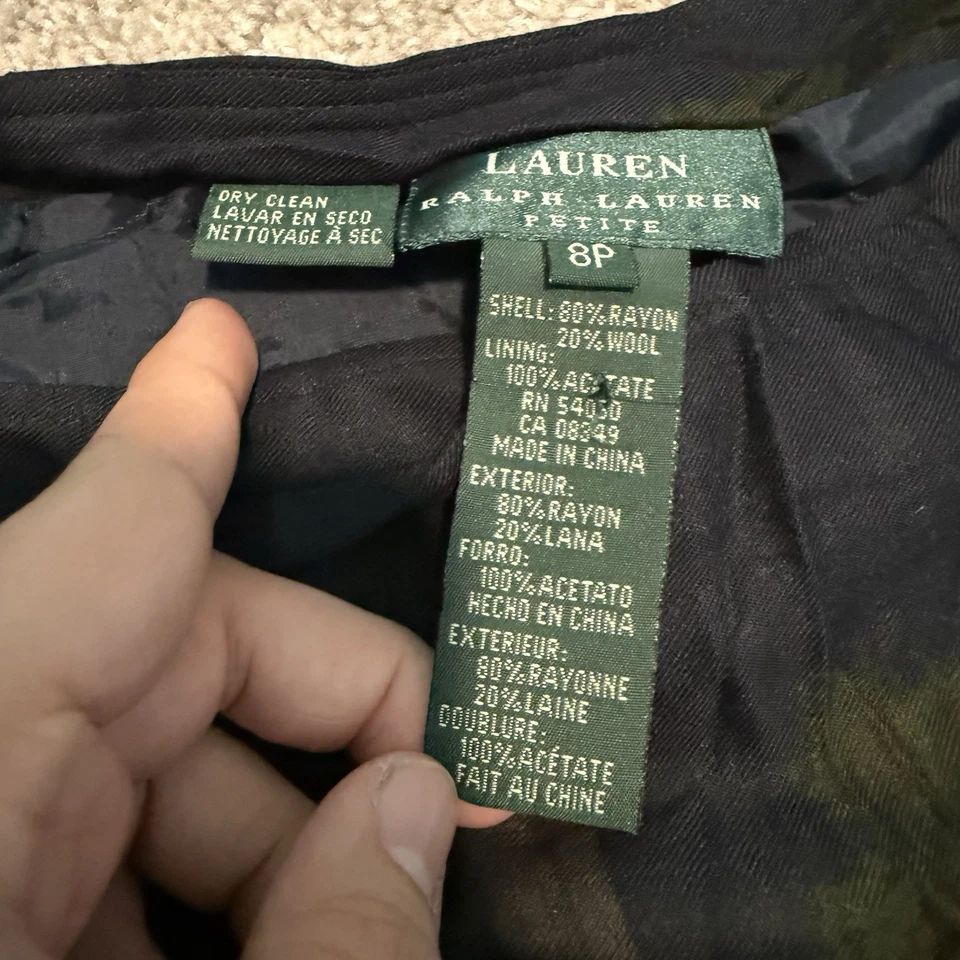 LAUREN
RALPH LAUREN
PETITE
8P
DRY CLEAN
LAVAR EN SECO
NETTOYAGE À SEC
SHELL: 80% RAYON
20% WOOL
LINING:
100% ACETATE
RN 54050
CA 08349
MADE IN CHINA
EXTERIOR:
80% RAYON
20% LANA
FORRO:
100% ACETATO
HECHO EN CHINA
EXTERIEUR:
80% RAYONNE
20% LAINE
DOUBLURE:
100% ACÉTATE
FAIT AU CHINE